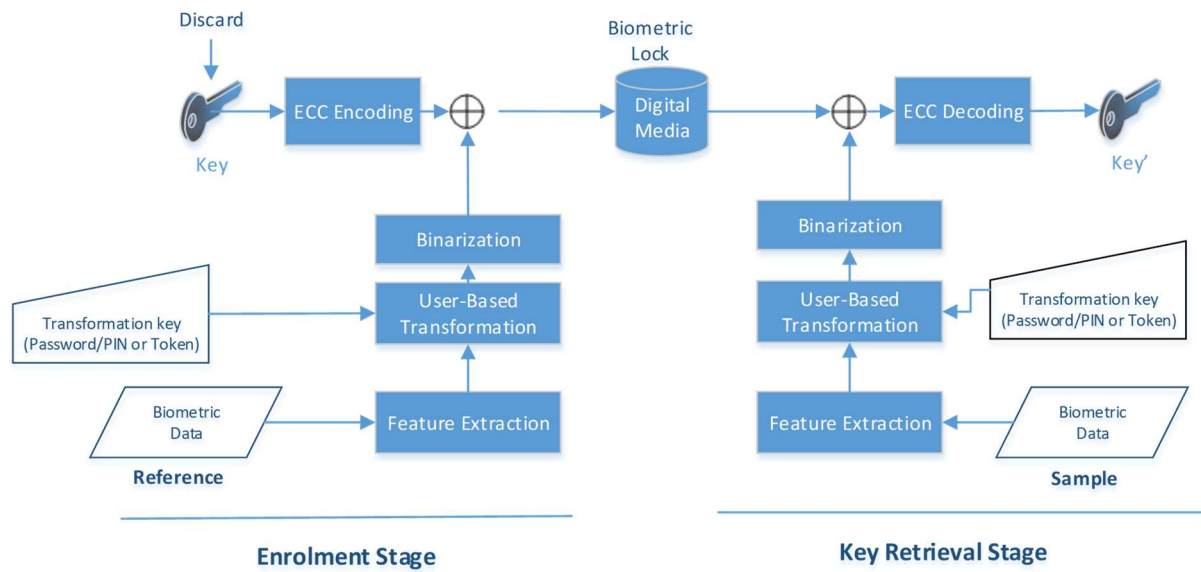 Discard
Biometric
Lock
ECC Encoding
Digital
Media
ECC Decoding
Key
Key’
Binarization
Binarization
Transformation key
(Password/PIN or Token)
User-Based
Transformation
User-Based
Transformation
Transformation key
(Password/PIN or Token)
Biometric
Data
Feature Extraction
Feature Extraction
Biometric
Data
Reference
Sample
Enrolment Stage
Key Retrieval Stage